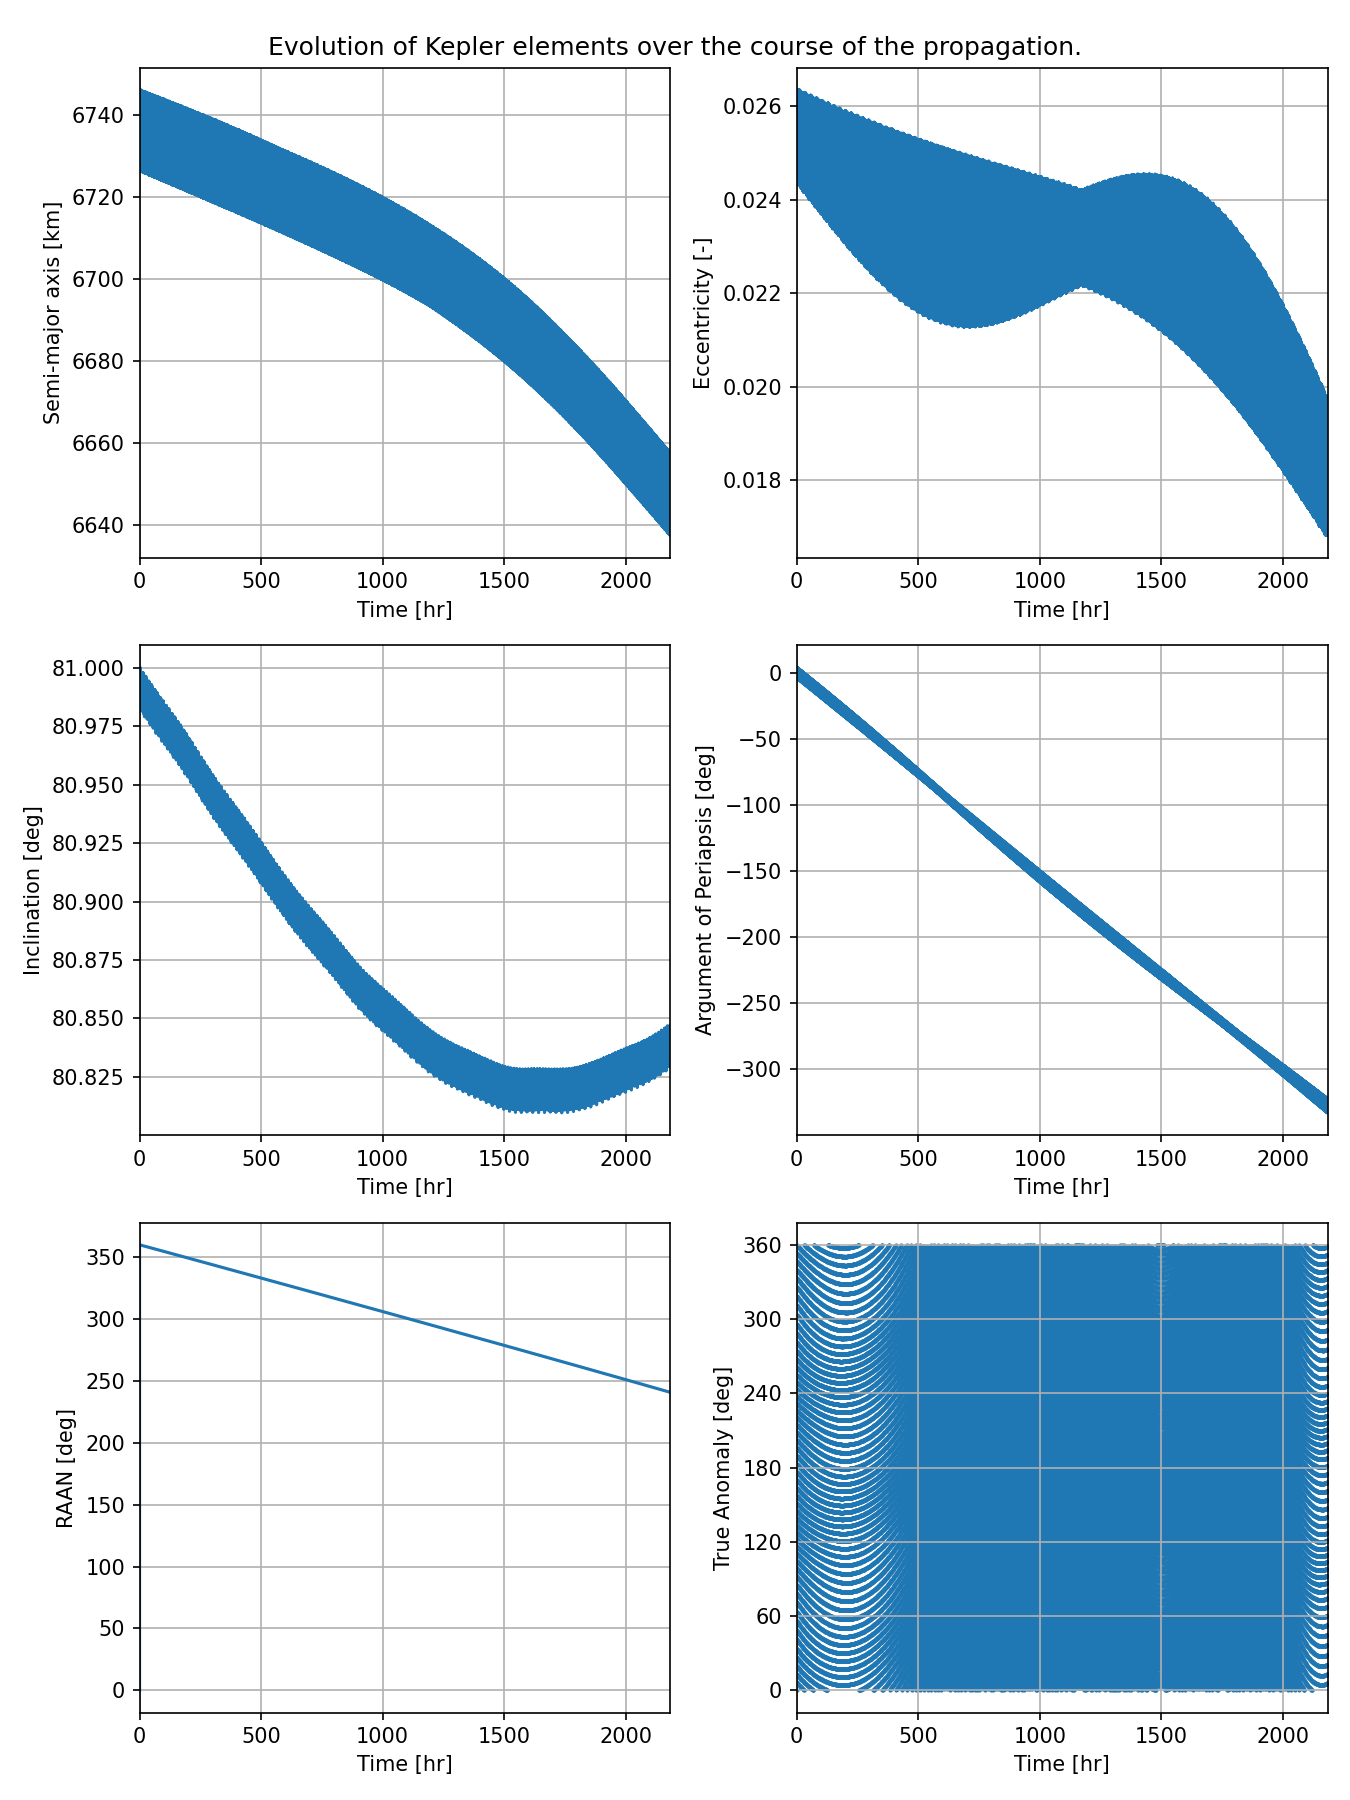 Evolution of Kepler elements over the course of the propagation.
Semi-major axis [km]
6740
6720
6700
6680
6660
6640
0 500 1000 1500 2000
Time [hr]
Eccentricity [-]
0.026
0.024
0.022
0.020
0.018
0 500 1000 1500 2000
Time [hr]
Inclination [deg]
81.000
80.975
80.950
80.925
80.900
80.875
80.850
80.825
0 500 1000 1500 2000
Time [hr]
Argument of Periapsis [deg]
0
−50
−100
−150
−200
−250
−300
0 500 1000 1500 2000
Time [hr]
RAAN [deg]
350
300
250
200
150
100
50
0
0 500 1000 1500 2000
Time [hr]
True Anomaly [deg]
360
300
240
180
120
60
0
0 500 1000 1500 2000
Time [hr]